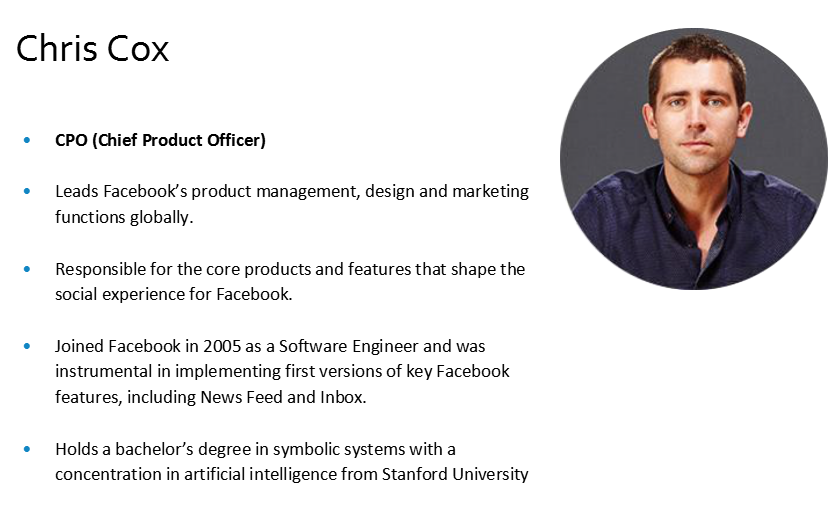 Chris Cox
• CPO (Chief Product Officer)
• Leads Facebook’s product management, design and marketing
functions globally.
• Responsible for the core products and features that shape the
social experience for Facebook.
• Joined Facebook in 2005 as a Software Engineer and was
instrumental in implementing first versions of key Facebook
features, including News Feed and Inbox.
• Holds a bachelor’s degree in symbolic systems with a
concentration in artificial intelligence from Stanford University